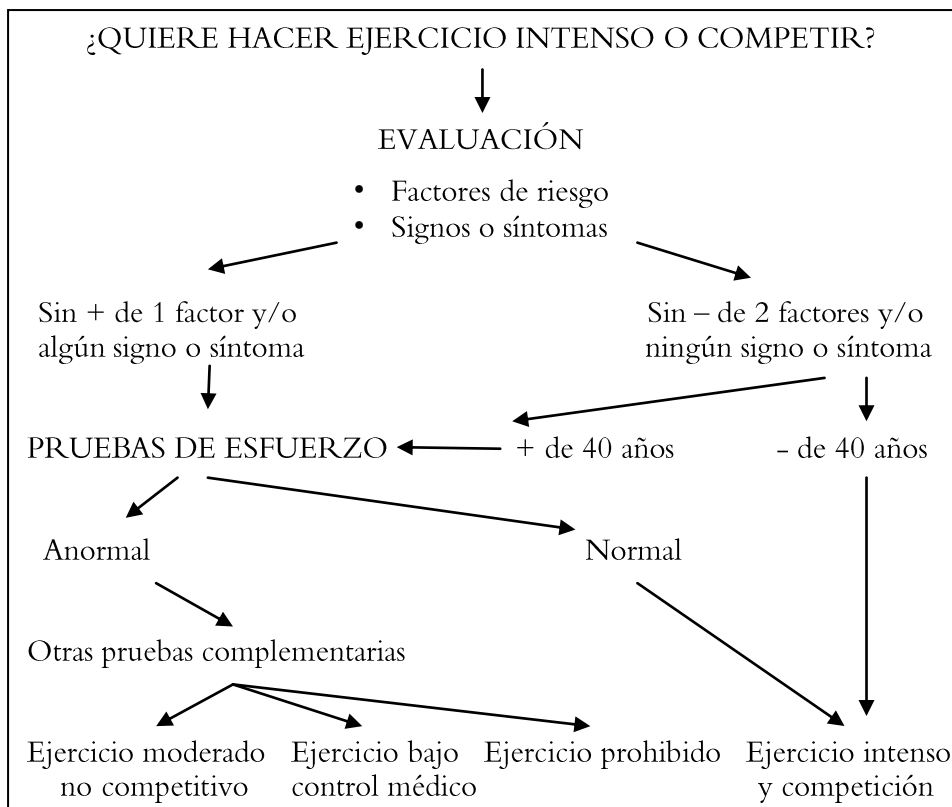 ¿QUIERE HACER EJERCICIO INTENSO O COMPETIR?
EVALUACIÓN
• Factores de riesgo
• Signos o síntomas
Sin + de 1 factor y/o
algún signo o síntoma
Sin – de 2 factores y/o
ningún signo o síntoma
PRUEBAS DE ESFUERZO
+ de 40 años
- de 40 años
Anormal
Normal
Otras pruebas complementarias
Ejercicio moderado
no competitivo
Ejercicio bajo
control médico
Ejercicio prohibido
Ejercicio intenso
y competición